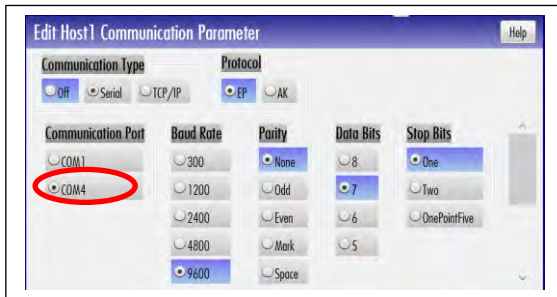 Edit Host1 Communication Parameter Help
Communication Type Protocol
Off Serial TCP/IP EP AK
Communication Port Baud Rate Parity Data Bits Stop Bits
COM1 300 None 8 One
COM4 1200 Odd 7 Two
2400 Even 6 OnePointFive
4800 Mark 5
9600 Space